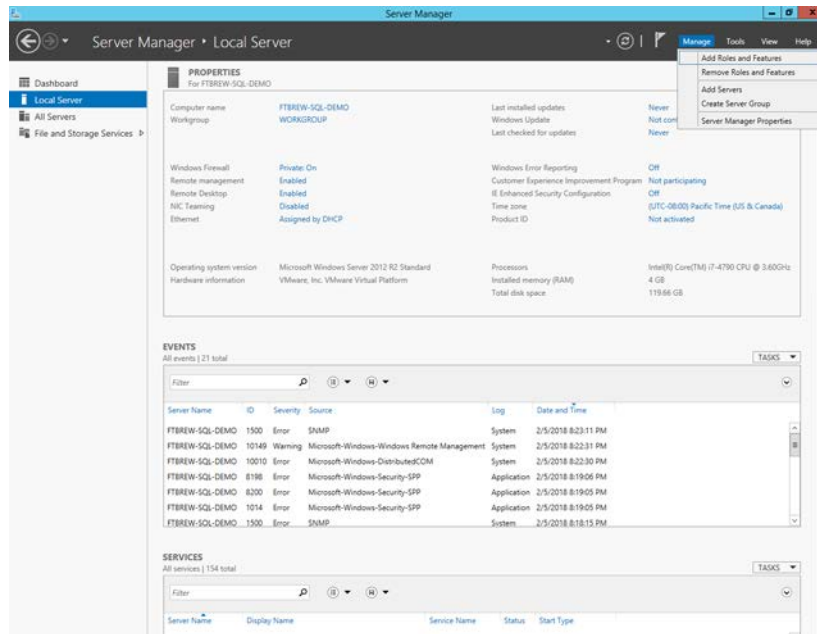 Server Manager
Server Manager • Local Server
Manage Tools View Help
Add Roles and Features
Remove Roles and Features
Add Servers
Create Server Group
Server Manager Properties
Dashboard
Local Server
All Servers
File and Storage Services
PROPERTIES
For FTBREW-SQL-DEMO
Computer name FTBREW-SQL-DEMO Last installed updates Never
Workgroup WORKGROUP Windows Update Not con
Last checked for updates Never
Windows Firewall Private: On Windows Error Reporting Off
Remote management Enabled Customer Experience Improvement Program Not participating
Remote Desktop Enabled IE Enhanced Security Configuration Off
NIC Teaming Disabled Time zone (UTC-08:00) Pacific Time (US & Canada)
Ethernet Assigned by DHCP Product ID Not activated
Operating system version Microsoft Windows Server 2012 R2 Standard Processors Intel(R) Core(TM) i7-4790 CPU @ 3.60GHz
Hardware information VMware, Inc. VMware Virtual Platform Installed memory (RAM) 4 GB
Total disk space 119.66 GB
EVENTS
All events | 21 total TASKS
Filter
Server Name ID Severity Source Log Date and Time
FTBREW-SQL-DEMO 1500 Error SNMP System 2/5/2018 8:23:11 PM
FTBREW-SQL-DEMO 10149 Warning Microsoft-Windows-Windows Remote Management System 2/5/2018 8:22:31 PM
FTBREW-SQL-DEMO 10010 Error Microsoft-Windows-DistributedCOM System 2/5/2018 8:22:30 PM
FTBREW-SQL-DEMO 8198 Error Microsoft-Windows-Security-SPP Application 2/5/2018 8:19:06 PM
FTBREW-SQL-DEMO 8200 Error Microsoft-Windows-Security-SPP Application 2/5/2018 8:19:05 PM
FTBREW-SQL-DEMO 1014 Error Microsoft-Windows-Security-SPP Application 2/5/2018 8:19:05 PM
FTBREW-SQL-DEMO 1500 Error SNMP System 2/5/2018 8:18:15 PM
SERVICES
All services | 154 total TASKS
Filter
Server Name Display Name Service Name Status Start Type